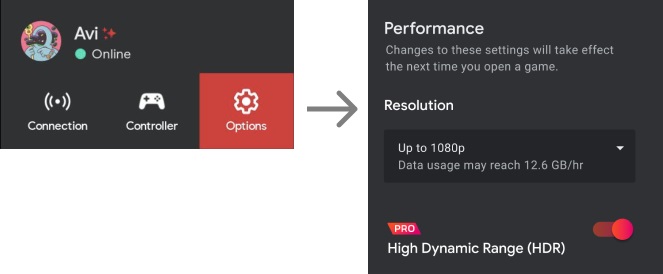 Avi
Online
Connection
Controller
Options
Performance
Changes to these settings will take effect
the next time you open a game.
Resolution
Up to 1080p
Data usage may reach 12.6 GB/hr
PRO
High Dynamic Range (HDR)